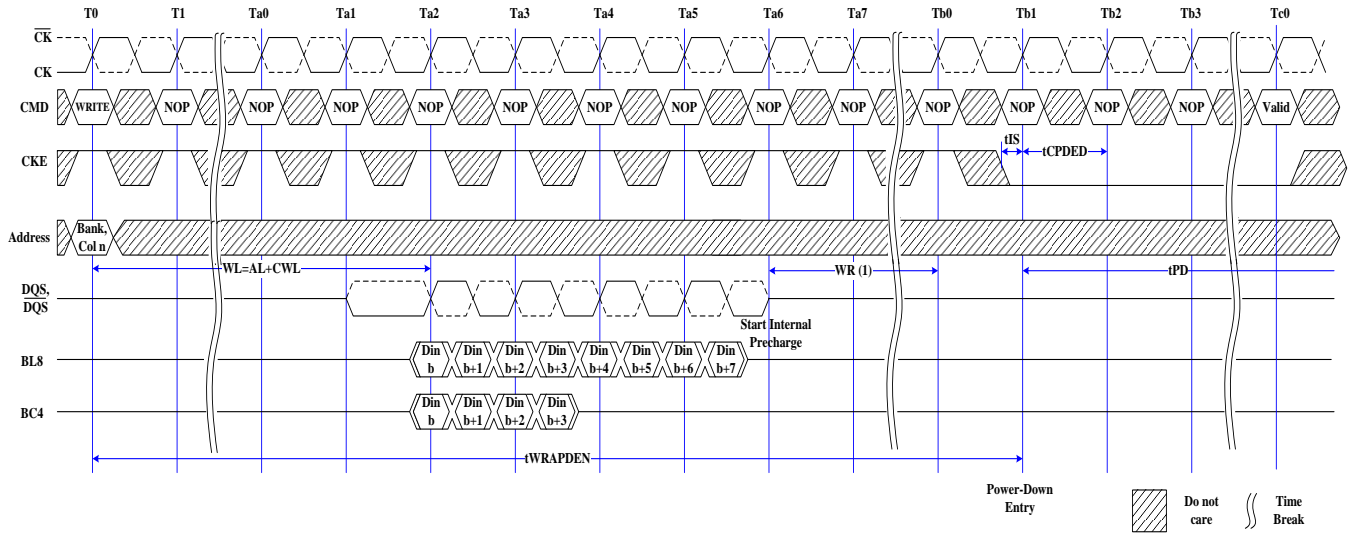 T0 T1 Ta0 Ta1 Ta2 Ta3 Ta4 Ta5 Ta6 Ta7 Tb0 Tb1 Tb2 Tb3 Tc0
CK
CK
CMD WRITE NOP NOP NOP NOP NOP NOP NOP NOP NOP NOP NOP NOP NOP Valid
tIS
CKE tCPDED
Address Bank, Col n
WL=AL+CWL WR (1) tPD
DQS,
DQS
Start Internal
Precharge
BL8 Din b Din b+1 Din b+2 Din b+3 Din b+4 Din b+5 Din b+6 Din b+7
BC4 Din b Din b+1 Din b+2 Din b+3
tWRAPDEN
Power-Down
Entry
Do not
care
Time
Break